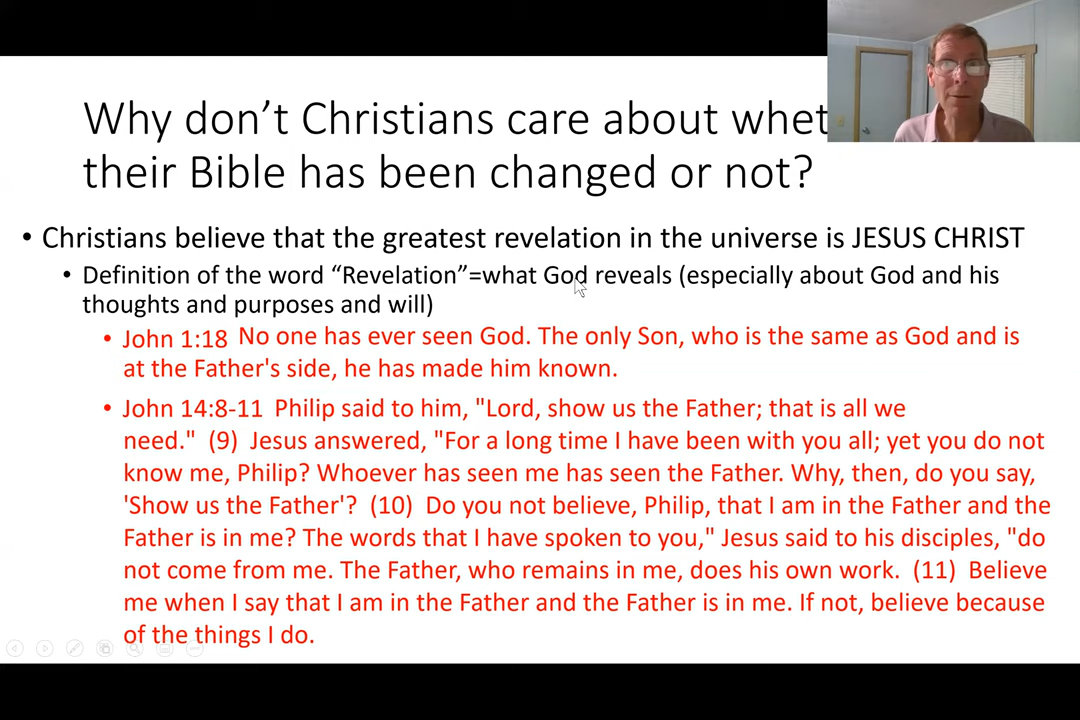 Why don’t Christians care about whet
their Bible has been changed or not?
• Christians believe that the greatest revelation in the universe is JESUS CHRIST
• Definition of the word “Revelation”=what God reveals (especially about God and his
thoughts and purposes and will)
• John 1:18 No one has ever seen God. The only Son, who is the same as God and is
at the Father's side, he has made him known.
• John 14:8-11 Philip said to him, "Lord, show us the Father; that is all we
need." (9) Jesus answered, "For a long time I have been with you all; yet you do not
know me, Philip? Whoever has seen me has seen the Father. Why, then, do you say,
'Show us the Father'? (10) Do you not believe, Philip, that I am in the Father and the
Father is in me? The words that I have spoken to you," Jesus said to his disciples, "do
not come from me. The Father, who remains in me, does his own work. (11) Believe
me when I say that I am in the Father and the Father is in me. If not, believe because
of the things I do.